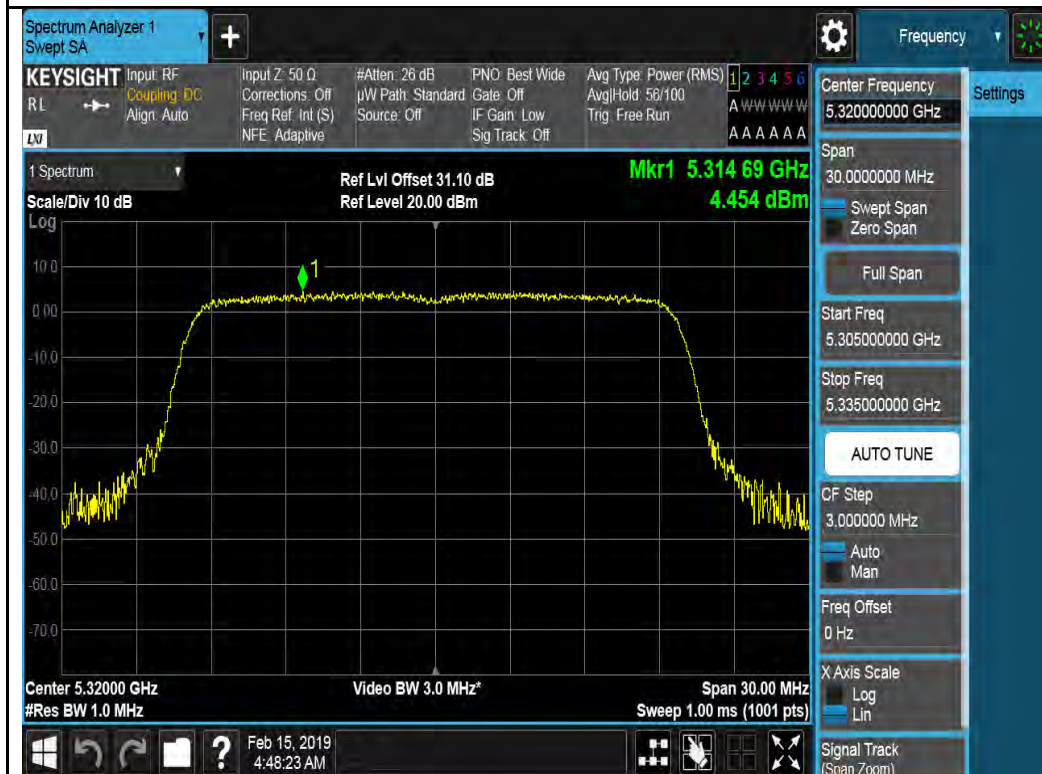 Spectrum Analyzer 1
Swept SA
+
Frequency
KEYSIGHT
RL
LXI
Input: RF
Coupling: DC
Align: Auto
Input Z: 50 Ω
Corrections: Off
Freq Ref: Int (S)
NFE: Adaptive
#Atten: 26 dB
µW Path: Standard
Source: Off
PNO: Best Wide
Gate: Off
IF Gain: Low
Sig Track: Off
Avg Type: Power (RMS)
Avg|Hold: 56/100
Trig: Free Run
1 2 3 4 5 6
A W W W W W
A A A A A A
1 Spectrum
Scale/Div 10 dB
Log
Ref Lvl Offset 31.10 dB
Ref Level 20.00 dBm
Mkr1 5.314 69 GHz
4.454 dBm
1
10.0
0.00
-10.0
-20.0
-30.0
-40.0
-50.0
-60.0
-70.0
Center 5.32000 GHz
#Res BW 1.0 MHz
Video BW 3.0 MHz*
Span 30.00 MHz
Sweep 1.00 ms (1001 pts)
Center Frequency
5.320000000 GHz
Settings
Span
30.0000000 MHz
Swept Span
Zero Span
Full Span
Start Freq
5.305000000 GHz
Stop Freq
5.335000000 GHz
AUTO TUNE
CF Step
3.000000 MHz
Auto
Man
Freq Offset
0 Hz
X Axis Scale
Log
Lin
Signal Track
(Span Zoom)
?
Feb 15, 2019
4:48:23 AM